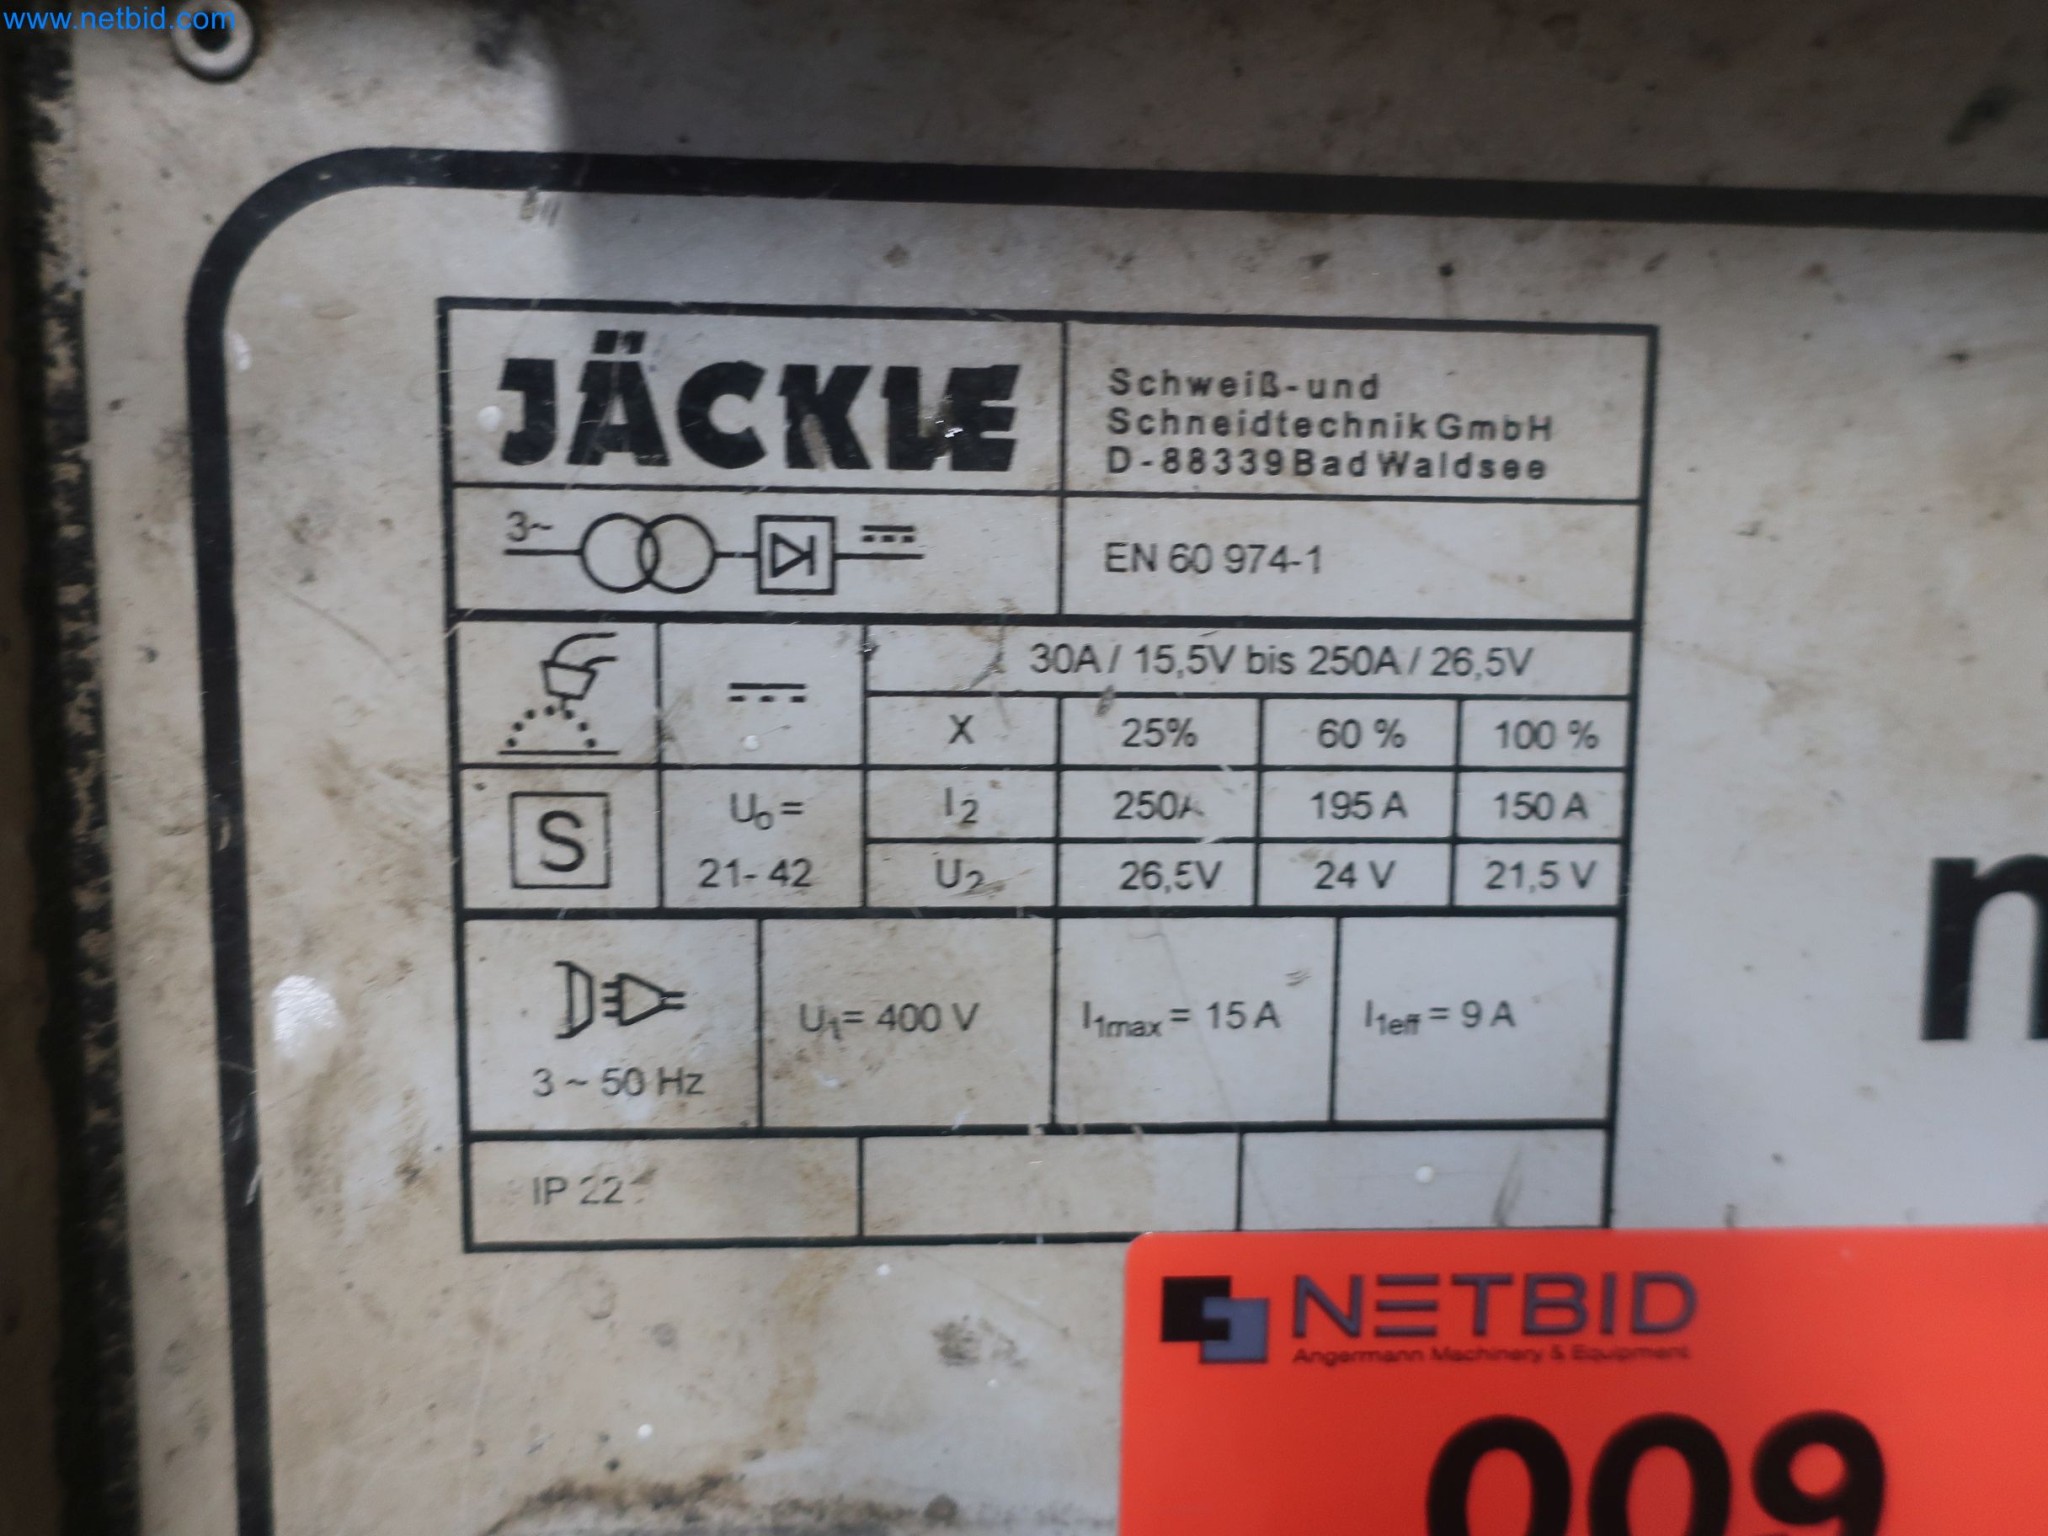 www.netbid.com
JÄCKLE
Schweiß-und
Schneidtechnik GmbH
D-88339 Bad Waldsee
3~
EN 60 974-1
30A / 15,5V bis 250A / 26,5V
X 25% 60 % 100 %
S
U₀=
21-42
I₂ 250A 195 A 150 A
U₂ 26,5V 24 V 21,5 V
3 ~ 50 Hz
U₁= 400 V
I₁max = 15 A
I₁eff = 9 A
IP 22
NETBID
Angermann Machinery & Equipment
009